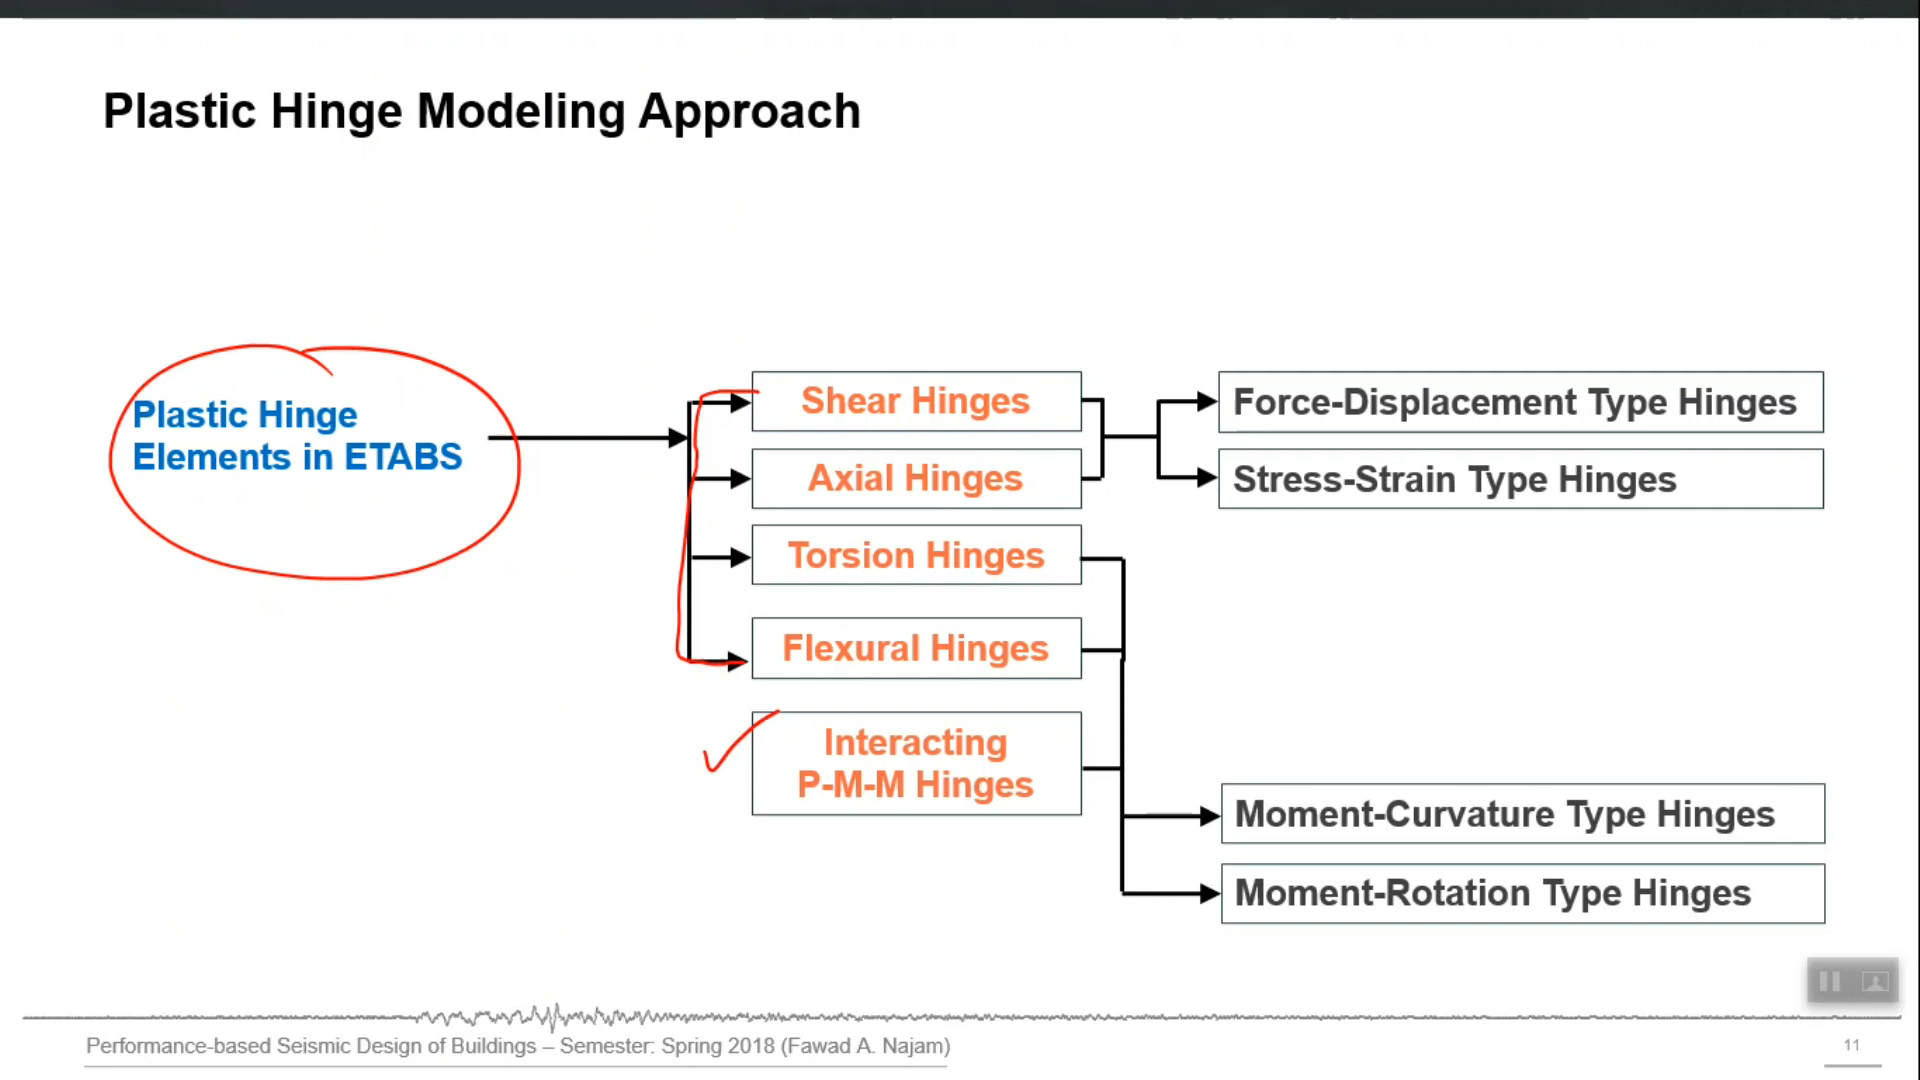 Plastic Hinge Modeling Approach
Plastic Hinge
Elements in ETABS
Shear Hinges
Axial Hinges
Torsion Hinges
Flexural Hinges
Interacting
P-M-M Hinges
Force-Displacement Type Hinges
Stress-Strain Type Hinges
Moment-Curvature Type Hinges
Moment-Rotation Type Hinges
Performance-based Seismic Design of Buildings – Semester: Spring 2018 (Fawad A. Najam)
11